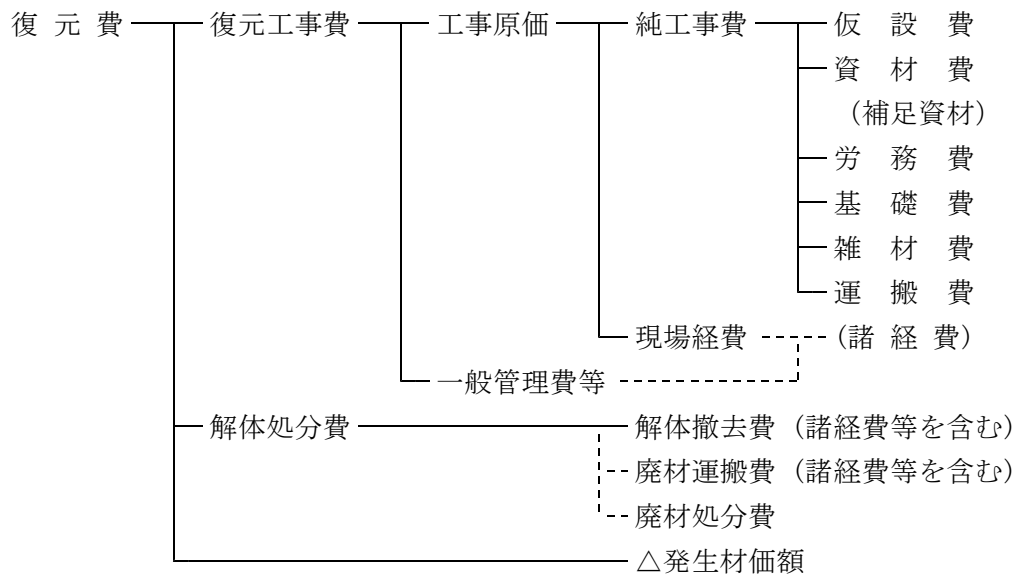 復 元 費 復元工事費 工事原価 純工事費 仮 設 費
資 材 費
（補足資材）
労 務 費
基 礎 費
雑 材 費
運 搬 費
現場経費 （諸 経 費）
一般管理費等
解体処分費 解体撤去費（諸経費等を含む）
廃材運搬費（諸経費等を含む）
廃材処分費
△発生材価額